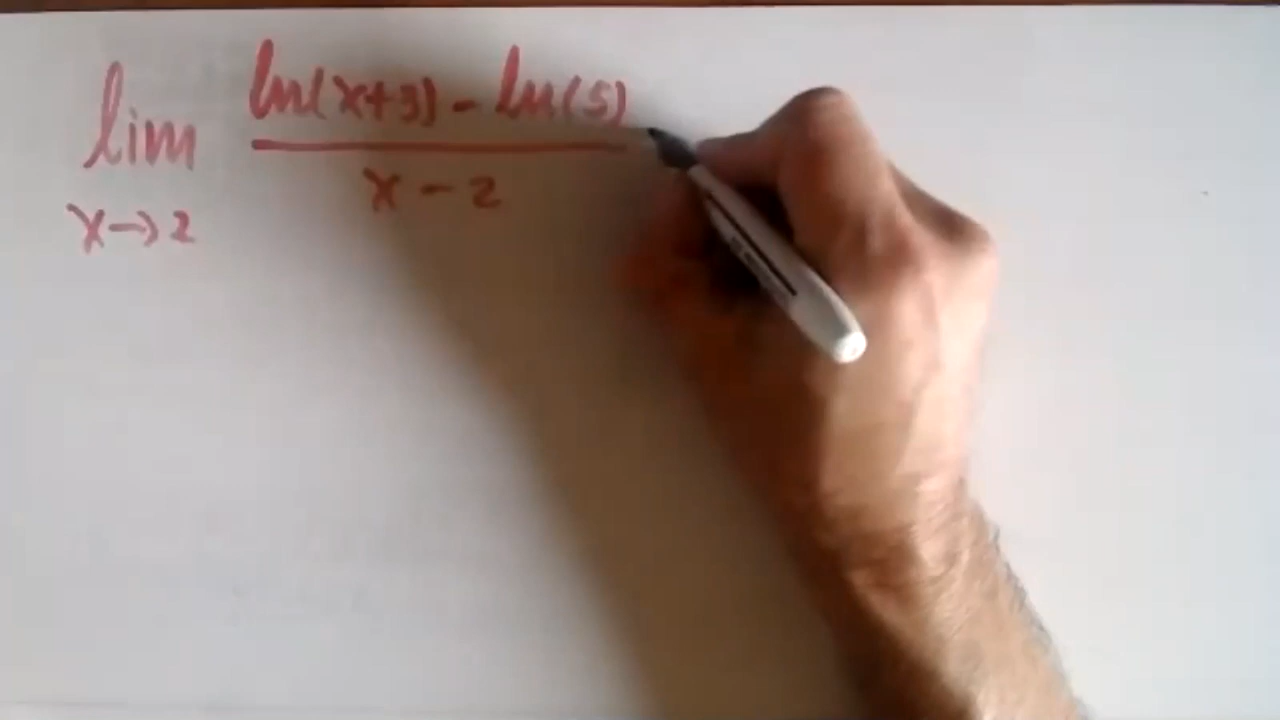 lim ln(x+3) - ln(5)
x→2 x - 2